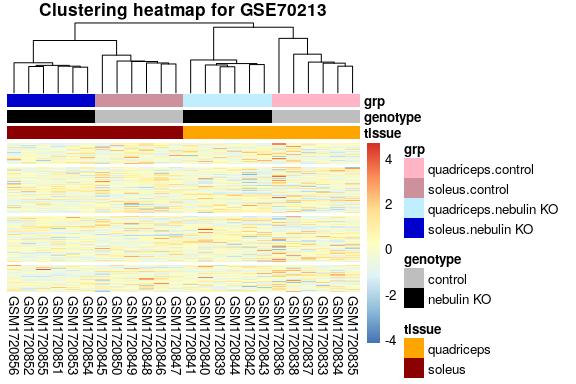 Clustering heatmap for GSE70213
grp
genotype
tissue
4
2
0
-2
-4
grp
quadriceps.control
soleus.control
quadriceps.nebulin KO
soleus.nebulin KO
genotype
control
nebulin KO
tissue
quadriceps
soleus
GSM1720856
GSM1720852
GSM1720855
GSM1720851
GSM1720853
GSM1720854
GSM1720845
GSM1720850
GSM1720849
GSM1720848
GSM1720846
GSM1720847
GSM1720841
GSM1720840
GSM1720839
GSM1720844
GSM1720842
GSM1720843
GSM1720836
GSM1720838
GSM1720837
GSM1720833
GSM1720834
GSM1720835